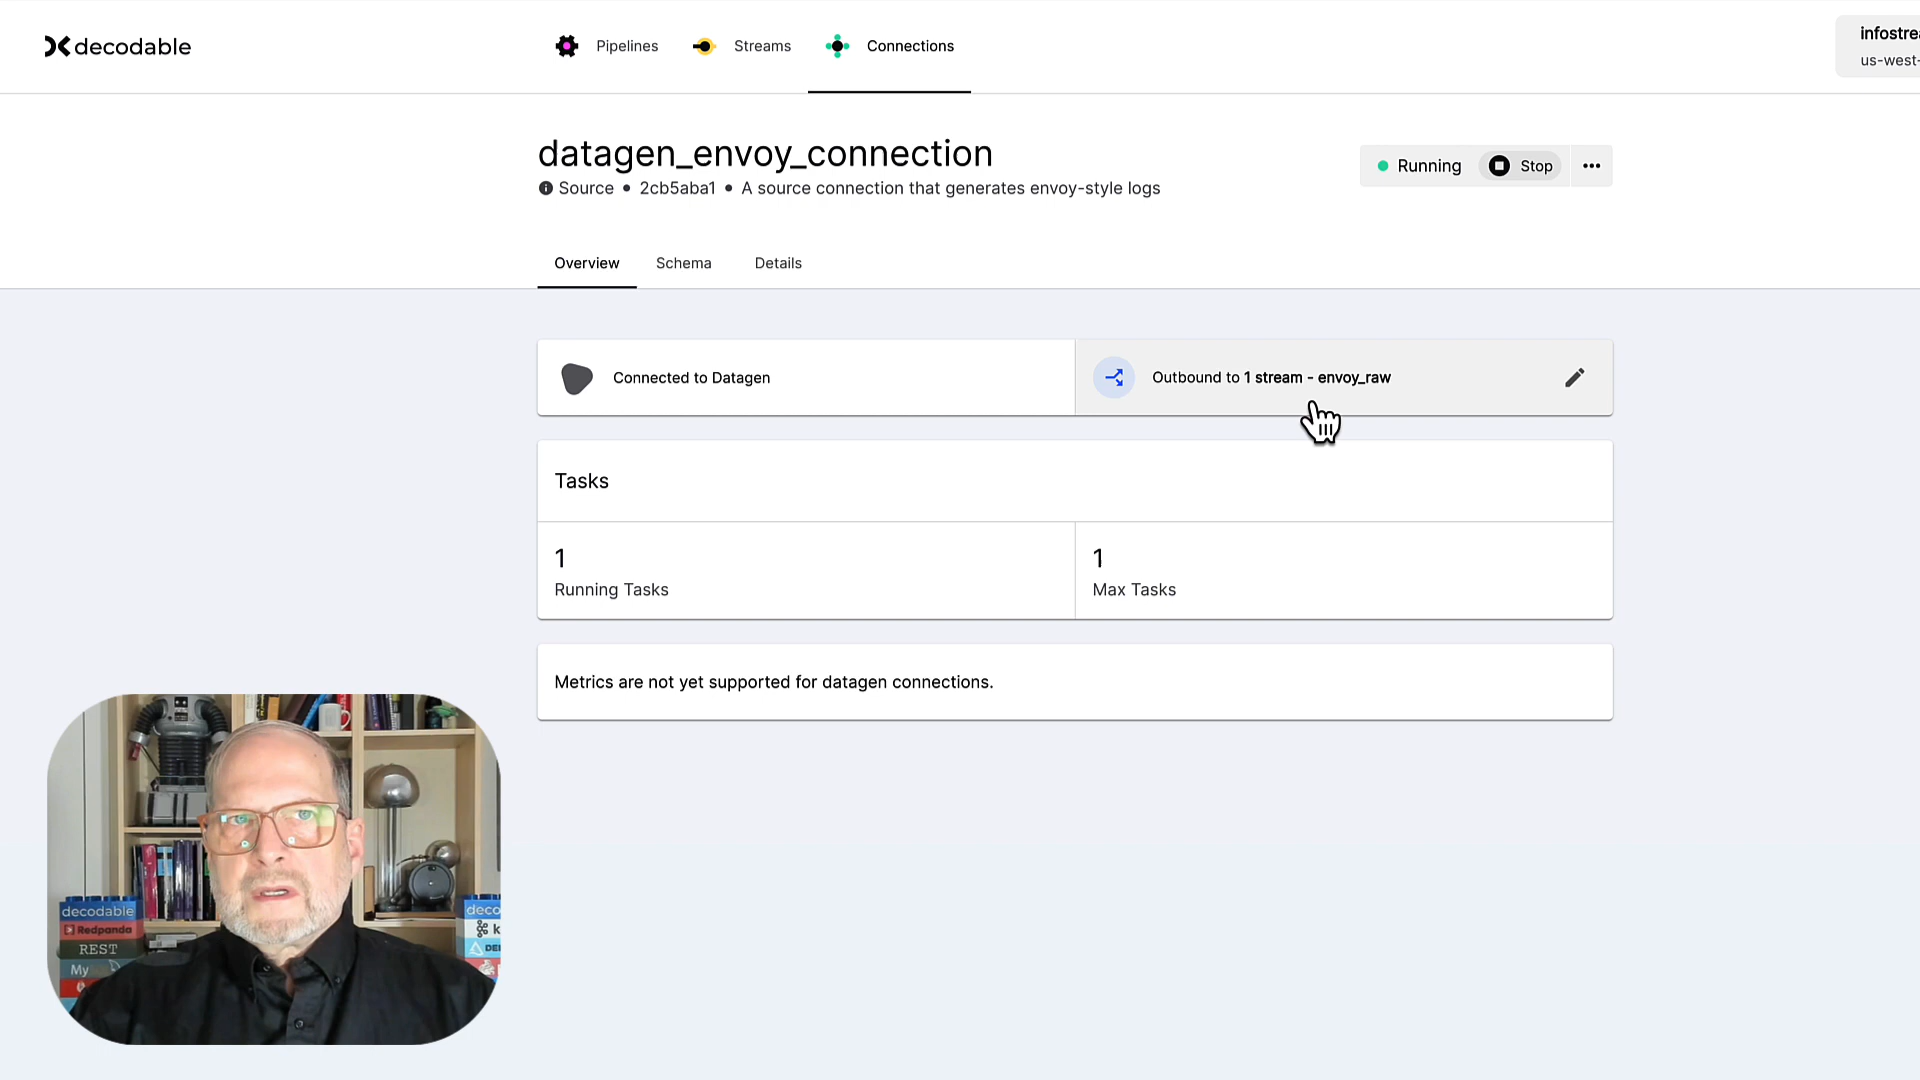 decodable
Pipelines
Streams
Connections
infostrea
us-west-
datagen_envoy_connection
Source • 2cb5aba1 • A source connection that generates envoy-style logs
Running
Stop
Overview
Schema
Details
Connected to Datagen
Outbound to 1 stream - envoy_raw
Tasks
1
Running Tasks
1
Max Tasks
Metrics are not yet supported for datagen connections.
decodable
Redpanda
REST
My
deco
k
DE